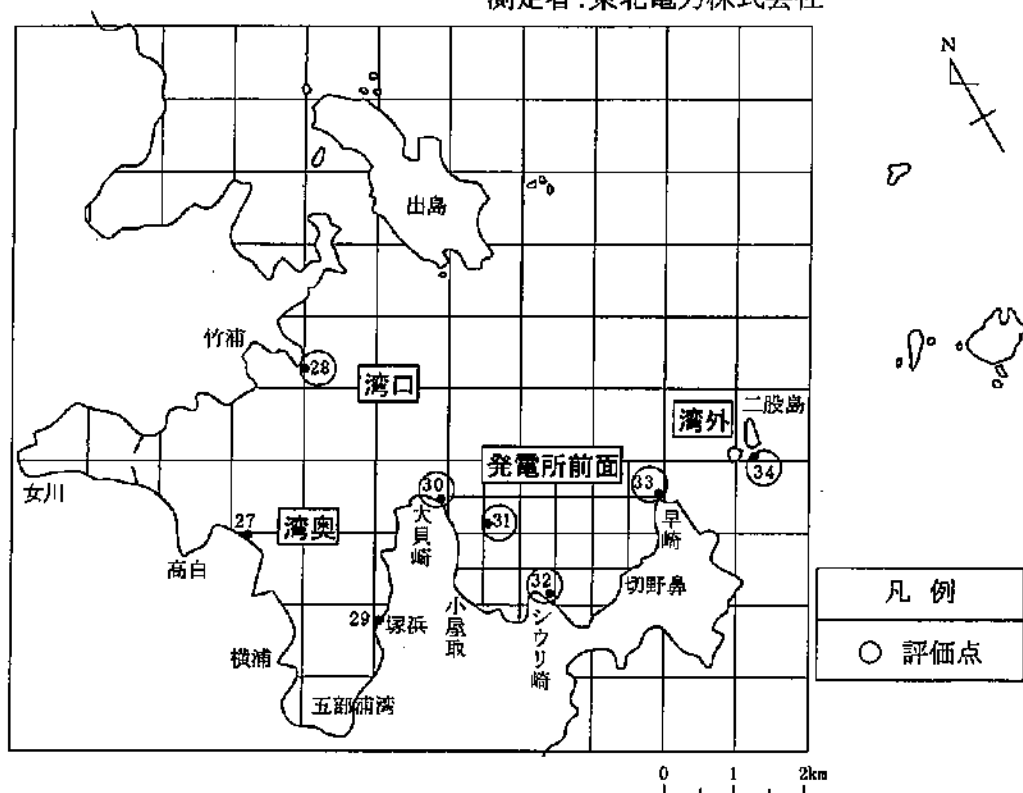 測定者:東北電力株式会社
N
出島
竹浦
28
湾口
二股島
湾外
発電所前面
34
女川
30
33
31
大貝崎
早崎
27
湾奥
高白
32
切野鼻
凡例
○ 評価点
29
塚浜
小屋取
シウリ崎
横浦
五部浦湾
0 1 2km